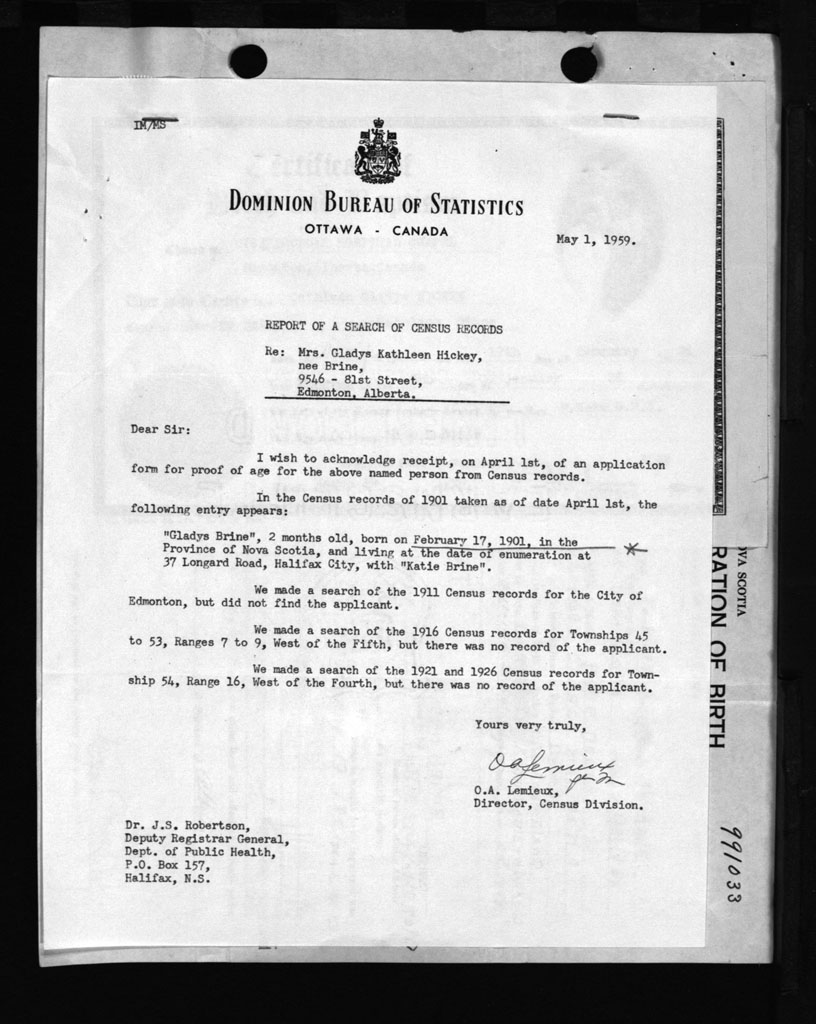 IM/MS
DOMINION BUREAU OF STATISTICS
OTTAWA - CANADA
May 1, 1959.
REPORT OF A SEARCH OF CENSUS RECORDS
Re: Mrs. Gladys Kathleen Hickey,
nee Brine,
9546 - 81st Street,
Edmonton, Alberta.
Dear Sir:
I wish to acknowledge receipt, on April 1st, of an application
form for proof of age for the above named person from Census records.
In the Census records of 1901 taken as of date April 1st, the
following entry appears:
"Gladys Brine", 2 months old, born on February 17, 1901, in the
Province of Nova Scotia, and living at the date of enumeration at
37 Longard Road, Halifax City, with "Katie Brine".
We made a search of the 1911 Census records for the City of
Edmonton, but did not find the applicant.
We made a search of the 1916 Census records for Townships 45
to 53, Ranges 7 to 9, West of the Fifth, but there was no record of the applicant.
We made a search of the 1921 and 1926 Census records for Town-
ship 54, Range 16, West of the Fourth, but there was no record of the applicant.
Yours very truly,
O A Lemieux
O.A. Lemieux,
Director, Census Division.
Dr. J.S. Robertson,
Deputy Registrar General,
Dept. of Public Health,
P.O. Box 157,
Halifax, N.S.
OVA SCOTIA
RATION OF BIRTH
991033